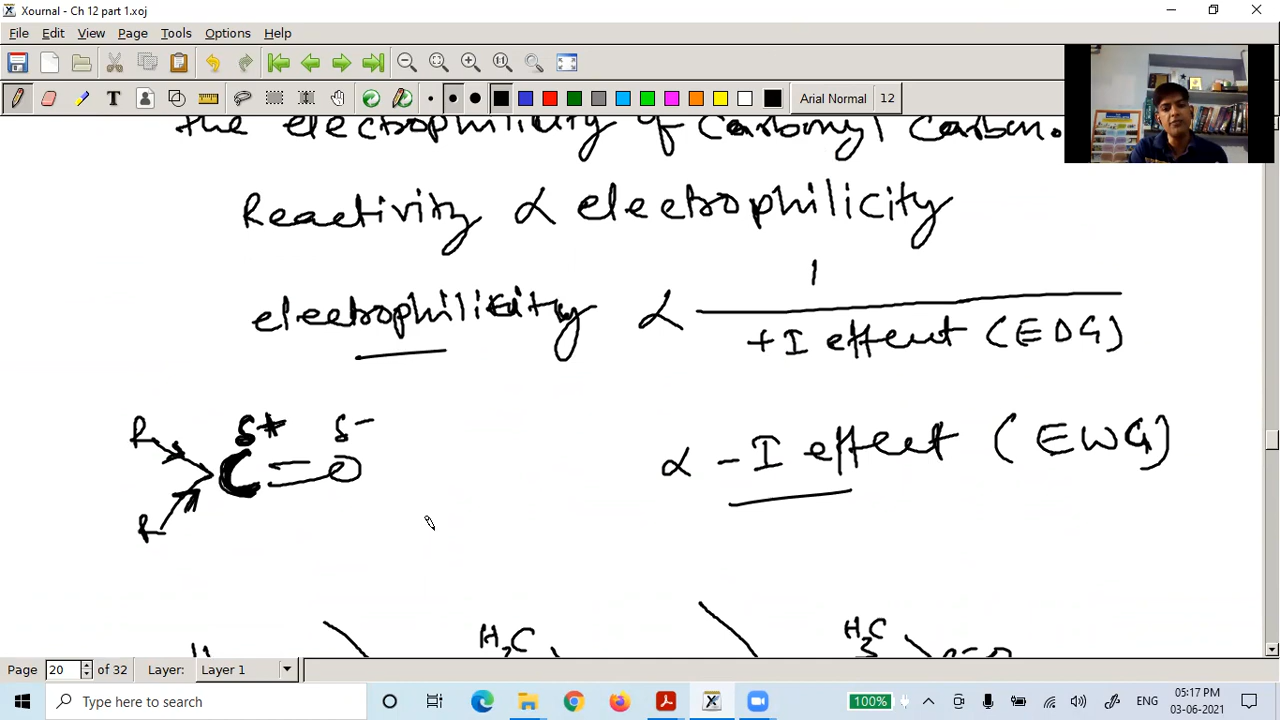 Xournal - Ch 12 part 1.xoj
File Edit View Page Tools Options Help
Arial Normal 12
the electrophilicity of Carbonyl Carbon.
Reactivity ∝ electrophilicity
electrophilicity ∝ 1 / +I effect (EDG)
R δ+ δ-
C=O
∝ -I effect (EWG)
R
H3C H3C
Page 20 of 32 Layer: Layer 1
Type here to search 100% ENG 05:17 PM
03-06-2021